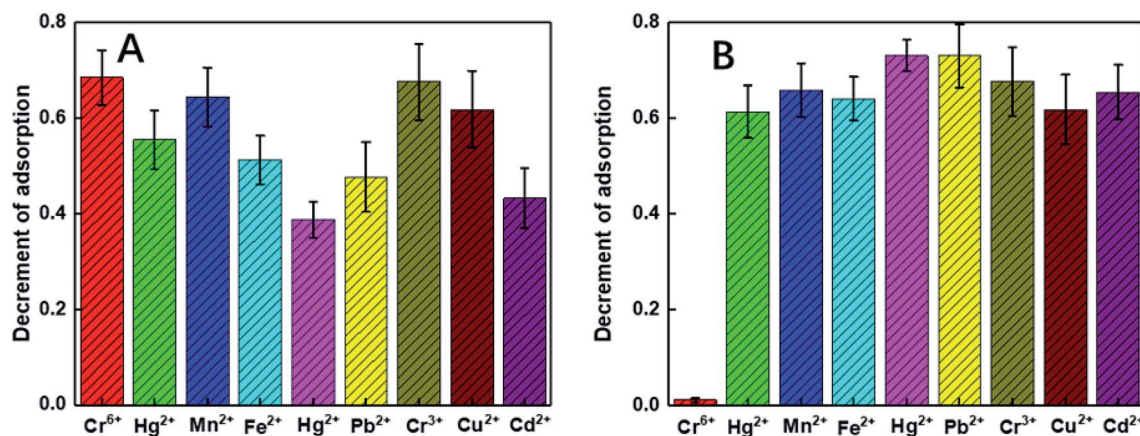 A
Decrement of adsorption
0.8
0.6
0.4
0.2
0.0
Cr⁶⁺ Hg²⁺ Mn²⁺ Fe²⁺ Hg²⁺ Pb²⁺ Cr³⁺ Cu²⁺ Cd²⁺
B
Decrement of adsorption
0.8
0.6
0.4
0.2
0.0
Cr⁶⁺ Hg²⁺ Mn²⁺ Fe²⁺ Hg²⁺ Pb²⁺ Cr³⁺ Cu²⁺ Cd²⁺